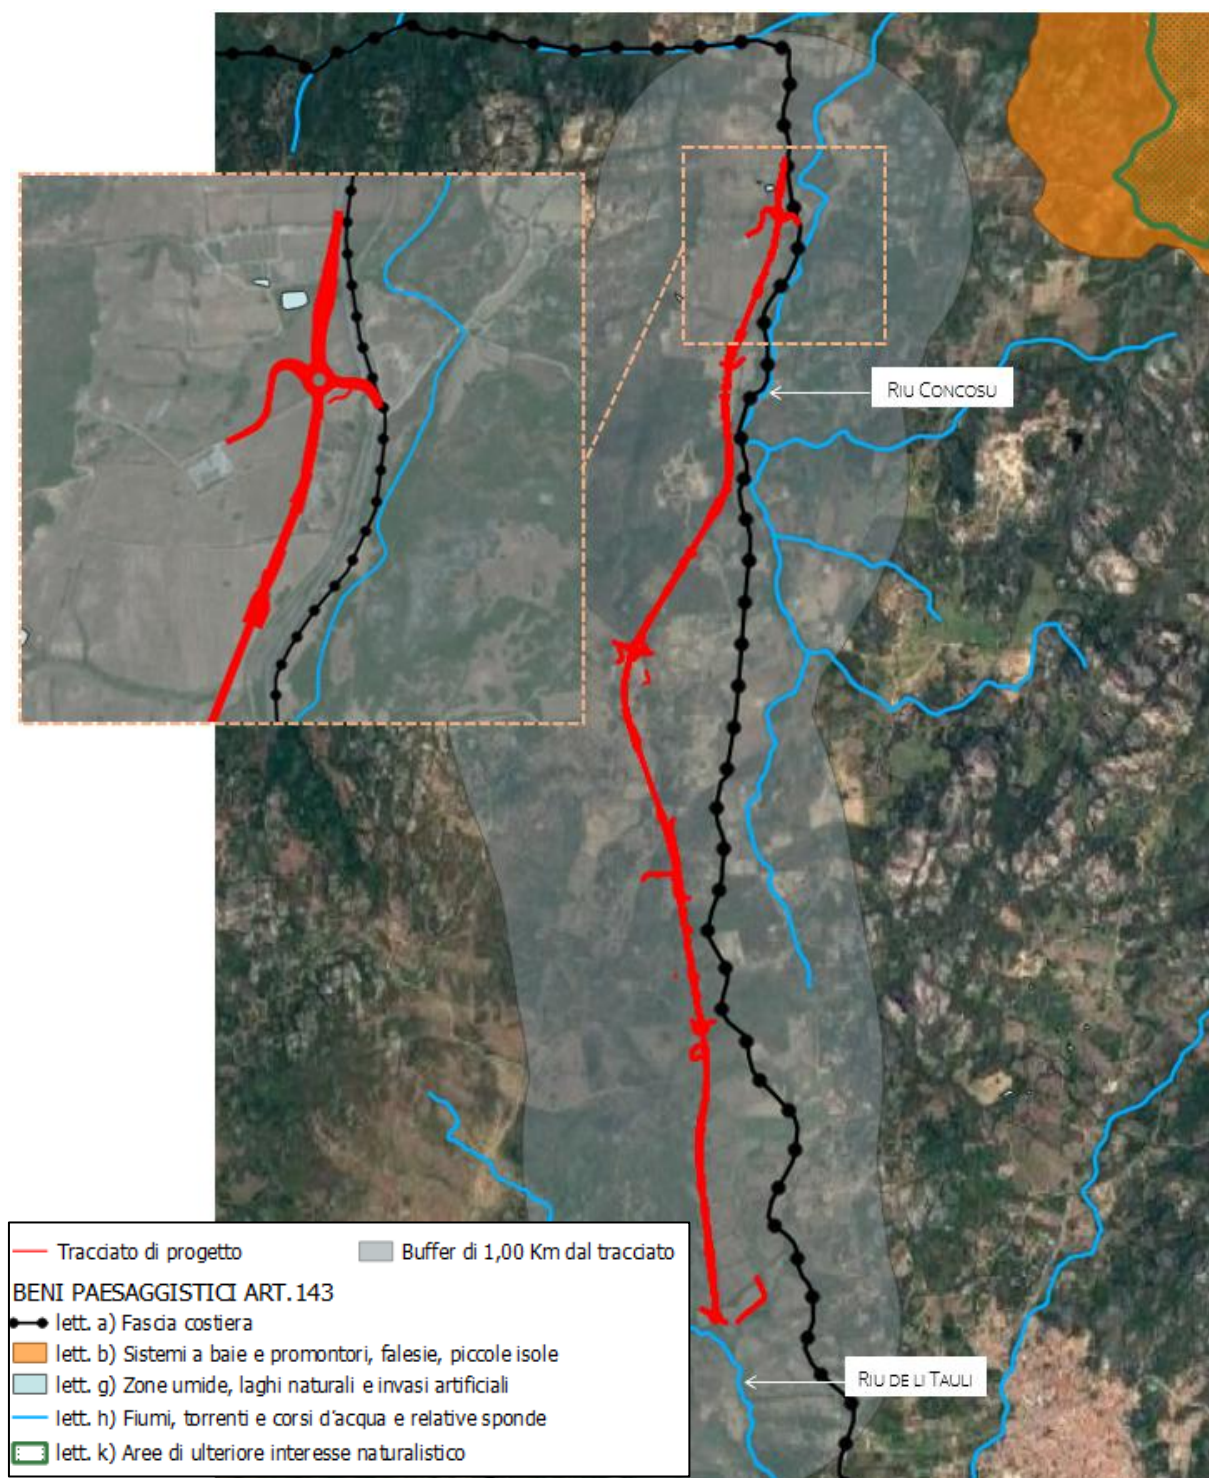 RIU CONCOSU
RIU DE LI TAULI
Tracciato di progetto
Buffer di 1,00 Km dal tracciato
BENI PAESAGGISTICI ART.143
lett. a) Fascia costiera
lett. b) Sistemi a baie e promontori, falesie, piccole isole
lett. g) Zone umide, laghi naturali e invasi artificiali
lett. h) Fiumi, torrenti e corsi d'acqua e relative sponde
lett. k) Aree di ulteriore interesse naturalistico